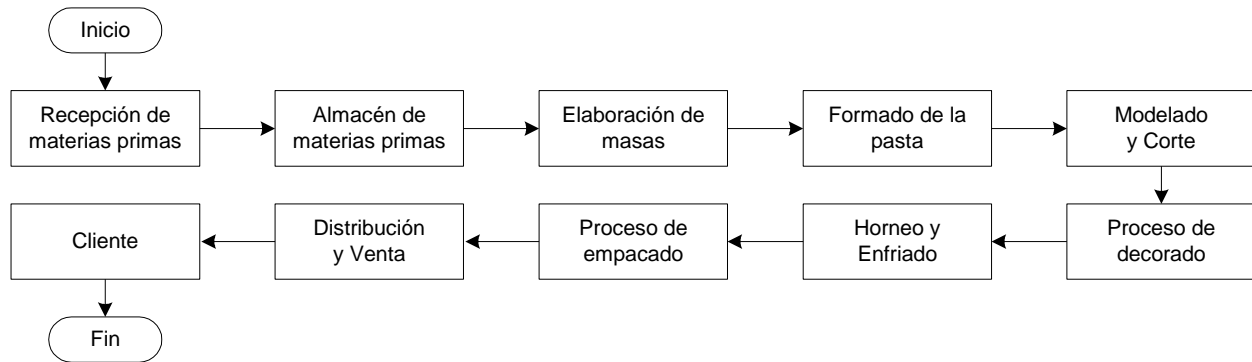 Inicio
Recepción de
materias primas
Almacén de
materias primas
Elaboración de
masas
Formado de la
pasta
Modelado
y Corte
Proceso de
decorado
Horneo y
Enfriado
Proceso de
empacado
Distribución
y Venta
Cliente
Fin